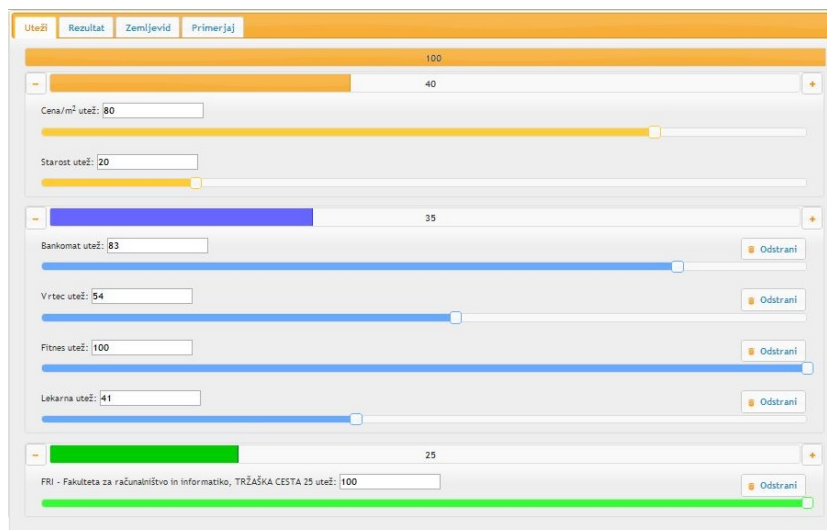 Uteži Rezultat Zemljevid Primerjaj
100
- 40 +
Cena/m² utež: 80
Starost utež: 20
- 35 +
Bankomat utež: 83 Odstrani
Vrtec utež: 54 Odstrani
Fitnes utež: 100 Odstrani
Lekarna utež: 41 Odstrani
- 25 +
FRI - Fakulteta za računalništvo in informatiko, TRŽAŠKA CESTA 25 utež: 100 Odstrani